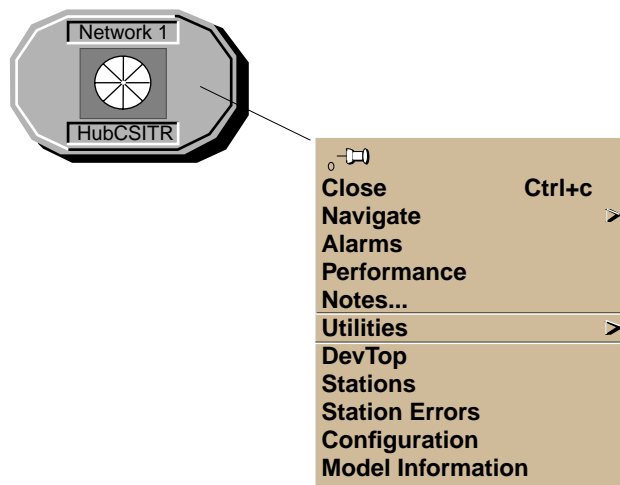 Network 1
HubCSITR
Close Ctrl+c
Navigate
Alarms
Performance
Notes...
Utilities
DevTop
Stations
Station Errors
Configuration
Model Information